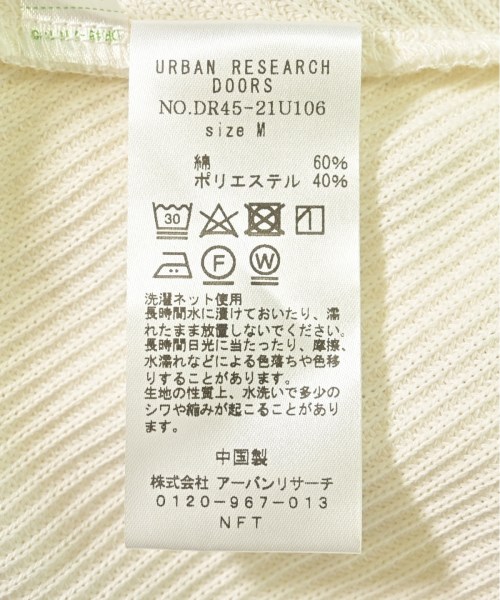 URBAN RESEARCH
DOORS
NO.DR45-21U106
size M
綿 60%
ポリエステル 40%
30
F W
洗濯ネット使用
長時間水に漬けておいたり、濡
れたまま放置しないでください。
長時間日光に当たったり、摩擦、
水濡れなどによる色落ちや色移
りすることがあります。
生地の性質上、水洗いで多少の
シワや縮みが起こることがあり
ます。
中国製
株式会社 アーバンリサーチ
0120-967-013
NFT